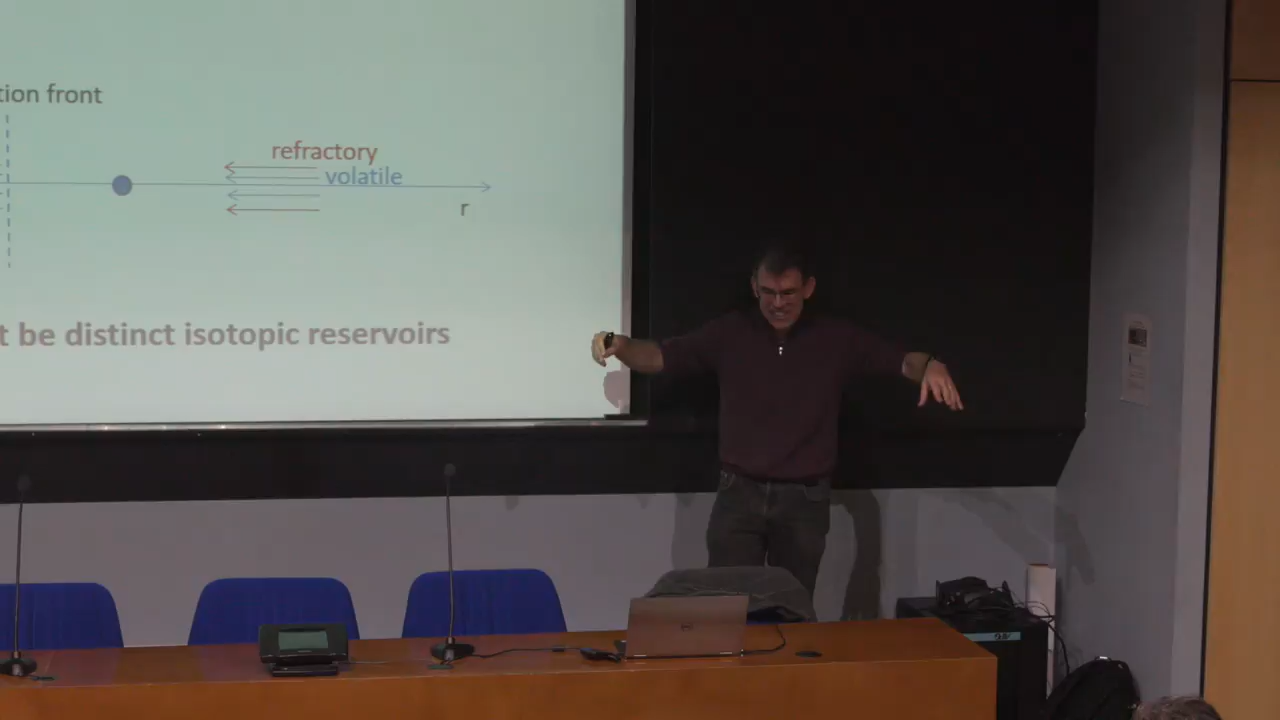 tion front
refractory
volatile
r
t be distinct isotopic reservoirs